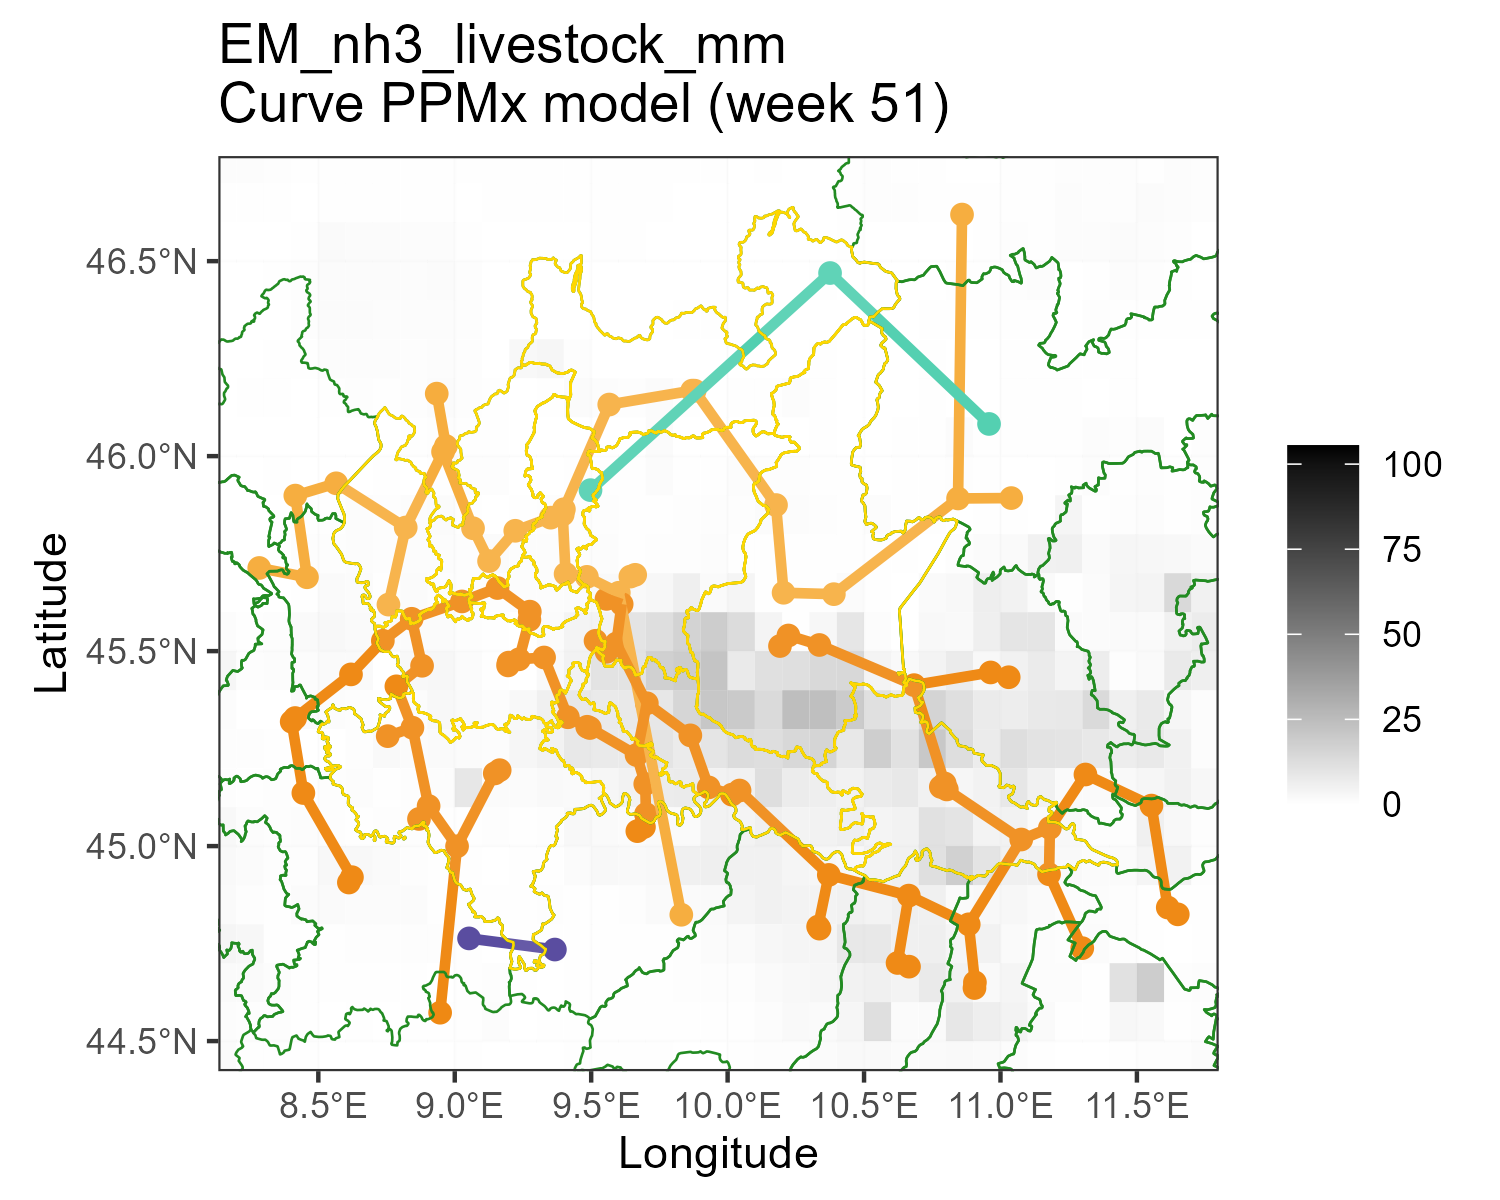 EM_nh3_livestock_mm
Curve PPMx model (week 51)
46.5°N
46.0°N
45.5°N
45.0°N
44.5°N
Latitude
8.5°E
9.0°E
9.5°E
10.0°E
10.5°E
11.0°E
11.5°E
Longitude
100
75
50
25
0